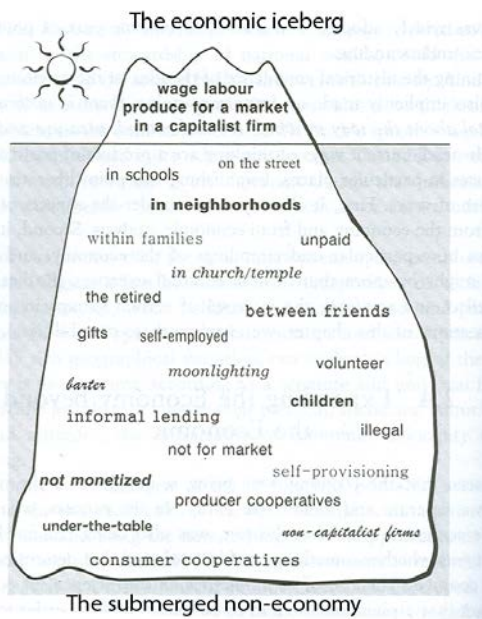 The economic iceberg
wage labour
produce for a market
in a capitalist firm
in schools
on the street
in neighborhoods
within families
unpaid
in church/temple
the retired
between friends
gifts
self-employed
moonlighting
volunteer
barter
children
informal lending
illegal
not for market
self-provisioning
not monetized
producer cooperatives
under-the-table
non-capitalist firms
consumer cooperatives
The submerged non-economy